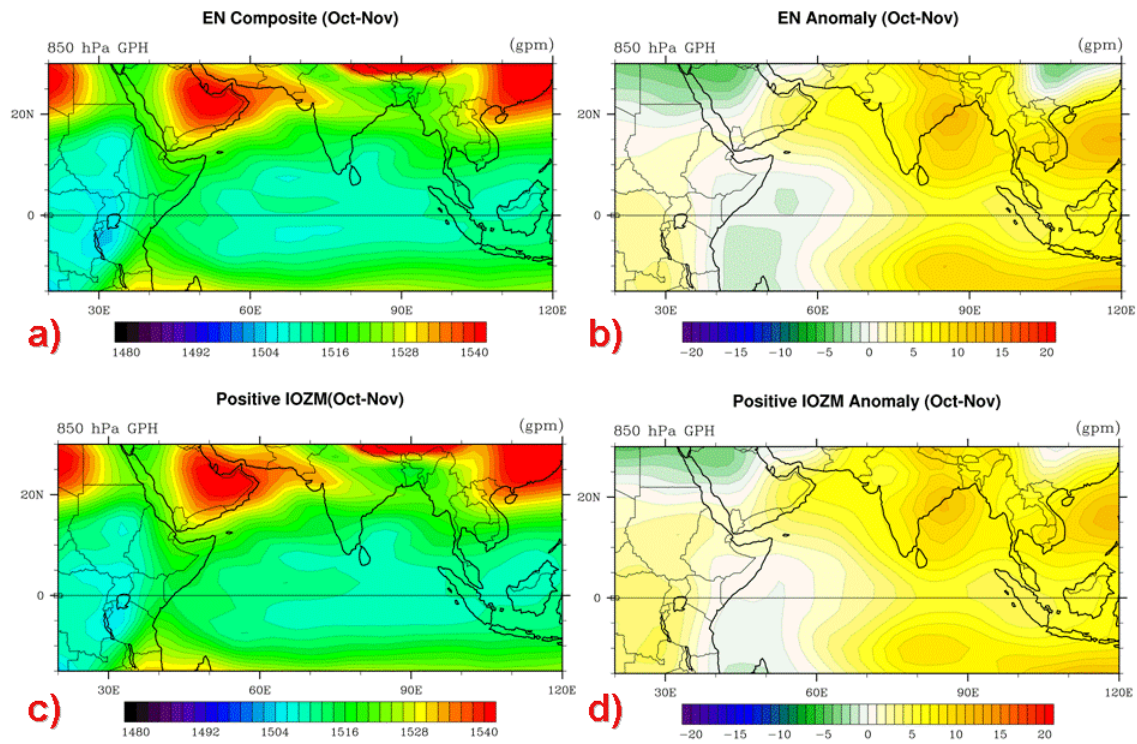 EN Composite (Oct-Nov)
850 hPa GPH (gpm)
20N
0
30E 60E 90E 120E
a)
1480 1492 1504 1516 1528 1540
EN Anomaly (Oct-Nov)
850 hPa GPH (gpm)
20N
0
30E 60E 90E 120E
b)
-20 -15 -10 -5 0 5 10 15 20
Positive IOZM(Oct-Nov)
850 hPa GPH (gpm)
20N
0
30E 60E 90E 120E
c)
1480 1492 1504 1516 1528 1540
Positive IOZM Anomaly (Oct-Nov)
850 hPa GPH (gpm)
20N
0
30E 60E 90E 120E
d)
-20 -15 -10 -5 0 5 10 15 20